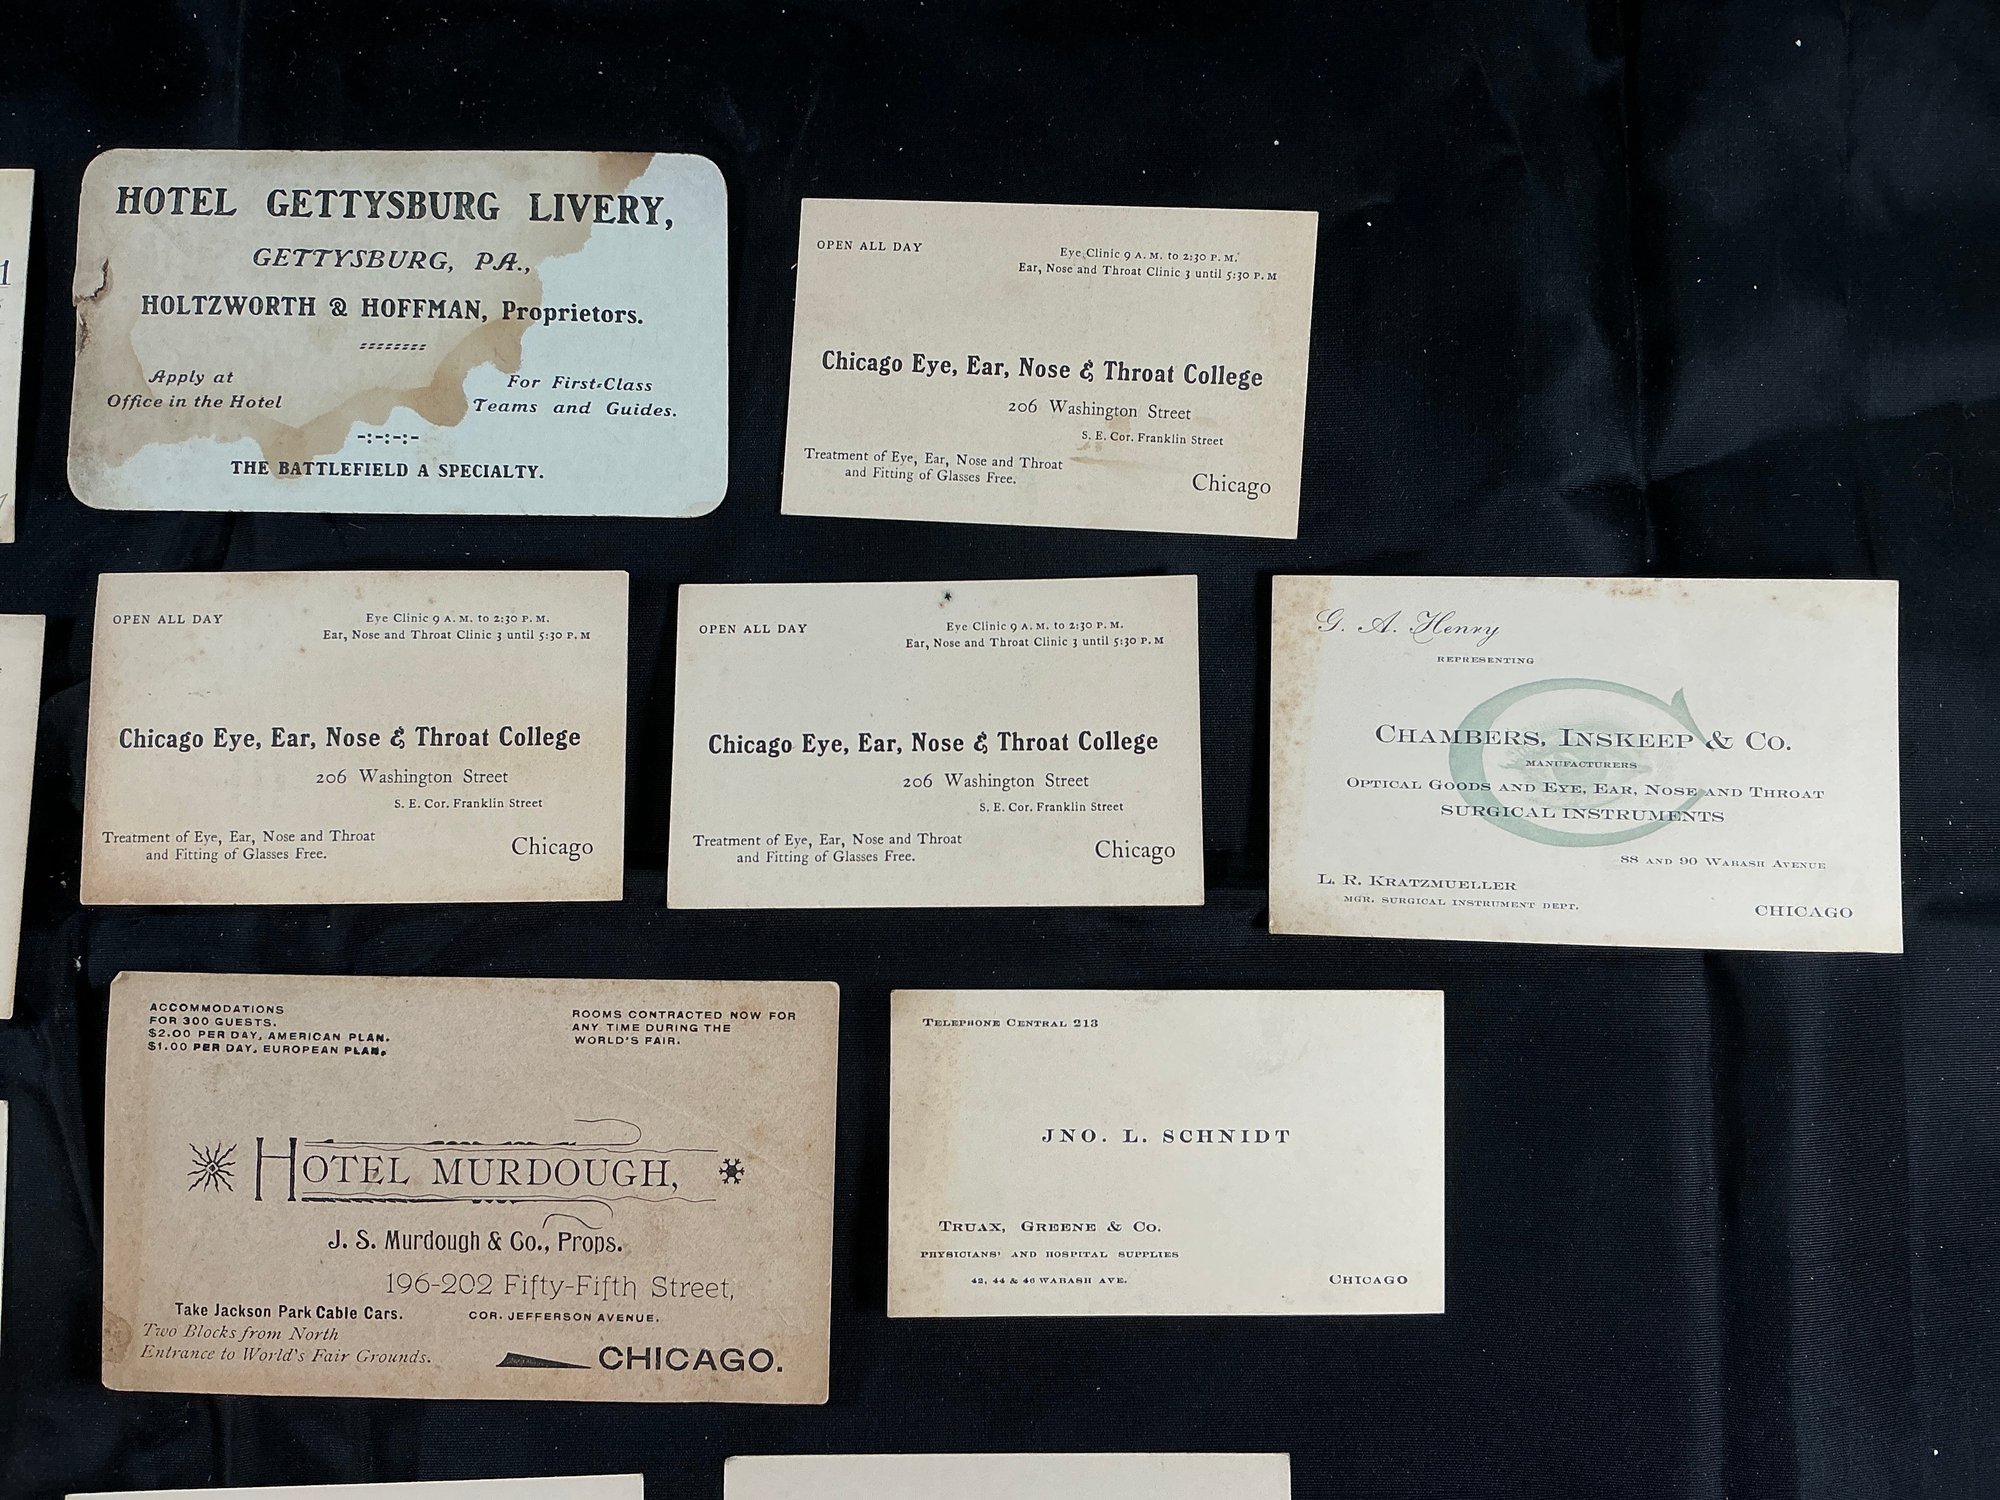 HOTEL GETTYSBURG LIVERY,
GETTYSBURG, PA.,
HOLTZWORTH & HOFFMAN, Proprietors.
Apply at
Office in the Hotel
For First-Class
Teams and Guides.
-:-:-:-
THE BATTLEFIELD A SPECIALTY.
OPEN ALL DAY
Eye Clinic 9 A. M. to 2:30 P. M.
Ear, Nose and Throat Clinic 3 until 5:30 P. M
Chicago Eye, Ear, Nose & Throat College
206 Washington Street
S. E. Cor. Franklin Street
Treatment of Eye, Ear, Nose and Throat
and Fitting of Glasses Free.
Chicago
OPEN ALL DAY
Eye Clinic 9 A. M. to 2:30 P. M.
Ear, Nose and Throat Clinic 3 until 5:30 P. M
Chicago Eye, Ear, Nose & Throat College
206 Washington Street
S. E. Cor. Franklin Street
Treatment of Eye, Ear, Nose and Throat
and Fitting of Glasses Free.
Chicago
OPEN ALL DAY
Eye Clinic 9 A. M. to 2:30 P. M.
Ear, Nose and Throat Clinic 3 until 5:30 P. M
Chicago Eye, Ear, Nose & Throat College
206 Washington Street
S. E. Cor. Franklin Street
Treatment of Eye, Ear, Nose and Throat
and Fitting of Glasses Free.
Chicago
G. A. Henry
REPRESENTING
CHAMBERS, INSKEEP & CO.
MANUFACTURERS
OPTICAL GOODS AND EYE, EAR, NOSE AND THROAT
SURGICAL INSTRUMENTS
88 AND 90 WABASH AVENUE
L. R. KRATZMUELLER
MGR. SURGICAL INSTRUMENT DEPT.
CHICAGO
ACCOMMODATIONS
FOR 300 GUESTS.
$2.00 PER DAY, AMERICAN PLAN.
$1.00 PER DAY, EUROPEAN PLAN.
ROOMS CONTRACTED NOW FOR
ANY TIME DURING THE
WORLD'S FAIR.
HOTEL MURDOUGH,
J. S. Murdough & Co., Props.
196-202 Fifty-Fifth Street,
COR. JEFFERSON AVENUE.
Take Jackson Park Cable Cars.
Two Blocks from North
Entrance to World's Fair Grounds.
CHICAGO.
TELEPHONE CENTRAL 213
JNO. L. SCHNIDT
TRUAX, GREENE & CO.
PHYSICIANS' AND HOSPITAL SUPPLIES
42, 44 & 46 WABASH AVE.
CHICAGO